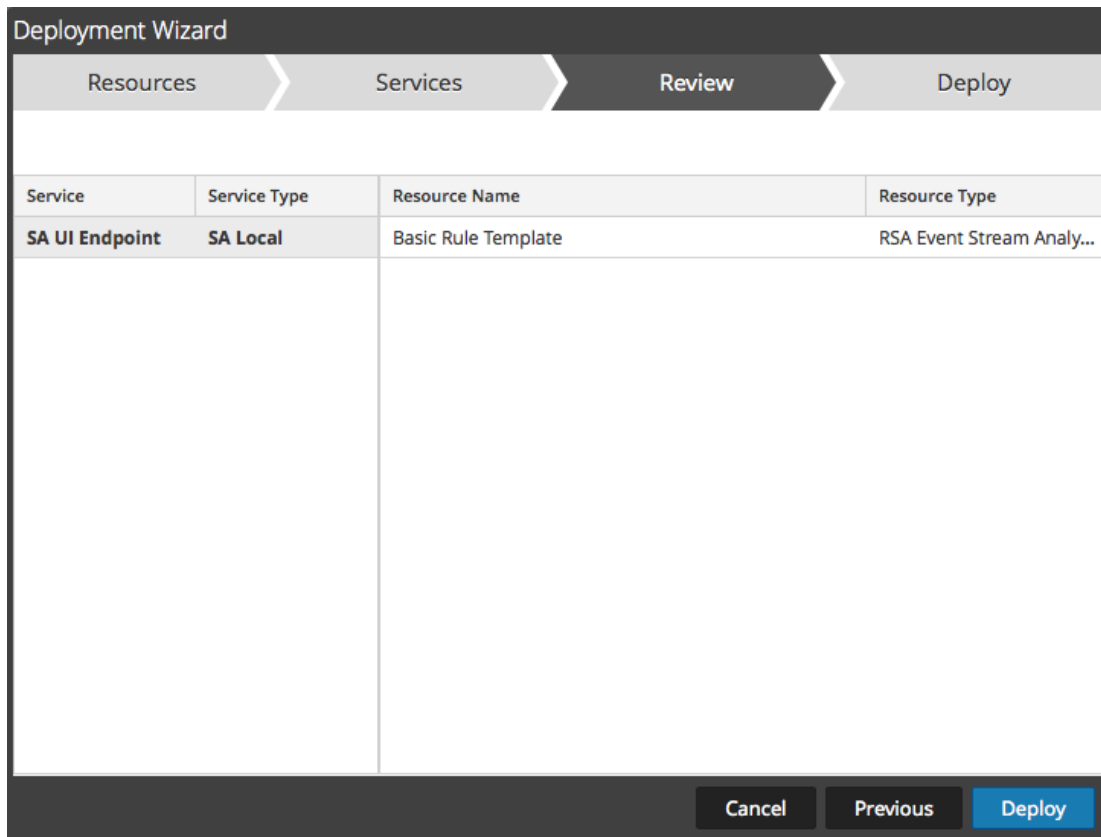 Deployment Wizard
Resources Services Review Deploy
Service Service Type Resource Name Resource Type
SA UI Endpoint SA Local Basic Rule Template RSA Event Stream Analy...
Cancel Previous Deploy